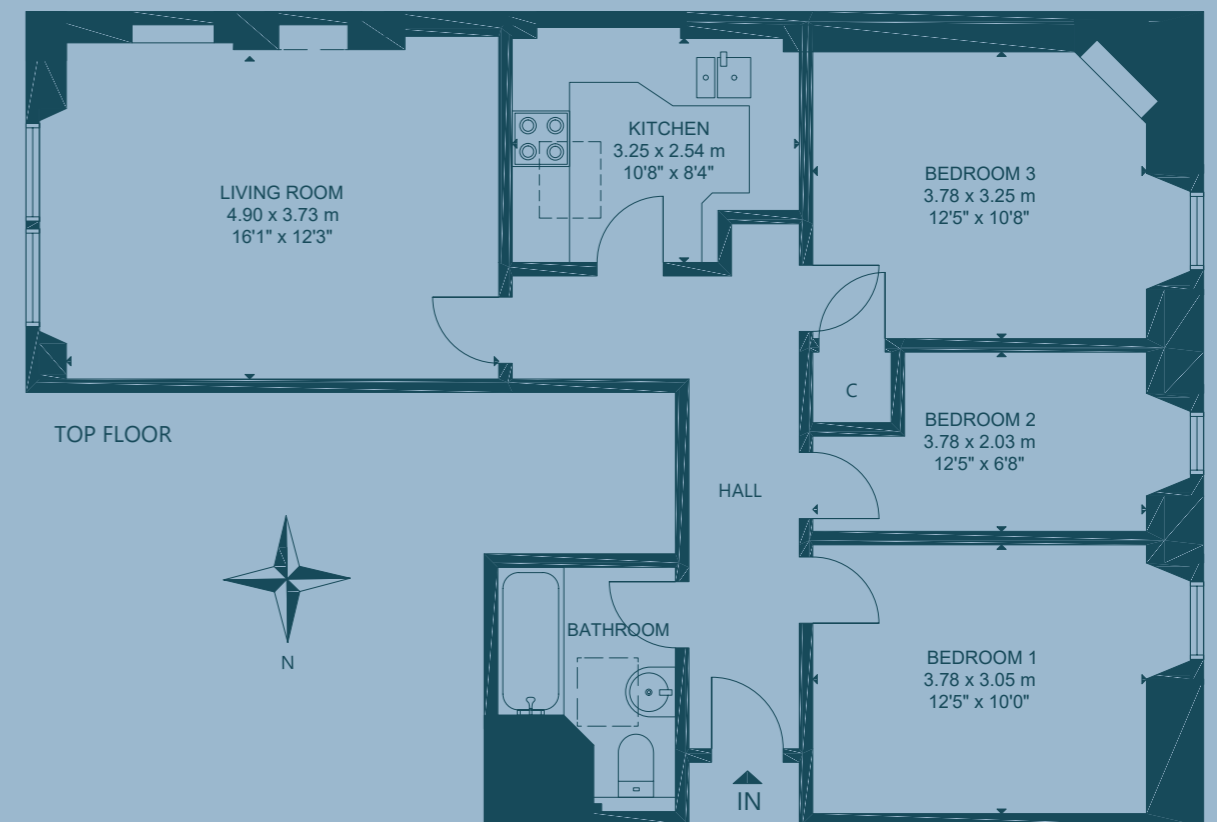 LIVING ROOM
4.90 x 3.73 m
16'1" x 12'3"
KITCHEN
3.25 x 2.54 m
10'8" x 8'4"
BEDROOM 3
3.78 x 3.25 m
12'5" x 10'8"
C
BEDROOM 2
3.78 x 2.03 m
12'5" x 6'8"
TOP FLOOR
HALL
N
BATHROOM
BEDROOM 1
3.78 x 3.05 m
12'5" x 10'0"
IN